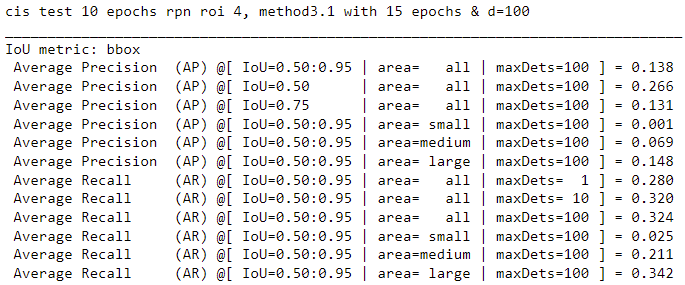 cis test 10 epochs rpn roi 4, method3.1 with 15 epochs & d=100
IoU metric: bbox
 Average Precision  (AP) @[ IoU=0.50:0.95 | area=   all | maxDets=100 ] = 0.138
 Average Precision  (AP) @[ IoU=0.50      | area=   all | maxDets=100 ] = 0.266
 Average Precision  (AP) @[ IoU=0.75      | area=   all | maxDets=100 ] = 0.131
 Average Precision  (AP) @[ IoU=0.50:0.95 | area= small | maxDets=100 ] = 0.001
 Average Precision  (AP) @[ IoU=0.50:0.95 | area=medium | maxDets=100 ] = 0.069
 Average Precision  (AP) @[ IoU=0.50:0.95 | area= large | maxDets=100 ] = 0.148
 Average Recall     (AR) @[ IoU=0.50:0.95 | area=   all | maxDets=  1 ] = 0.280
 Average Recall     (AR) @[ IoU=0.50:0.95 | area=   all | maxDets= 10 ] = 0.320
 Average Recall     (AR) @[ IoU=0.50:0.95 | area=   all | maxDets=100 ] = 0.324
 Average Recall     (AR) @[ IoU=0.50:0.95 | area= small | maxDets=100 ] = 0.025
 Average Recall     (AR) @[ IoU=0.50:0.95 | area=medium | maxDets=100 ] = 0.211
 Average Recall     (AR) @[ IoU=0.50:0.95 | area= large | maxDets=100 ] = 0.342